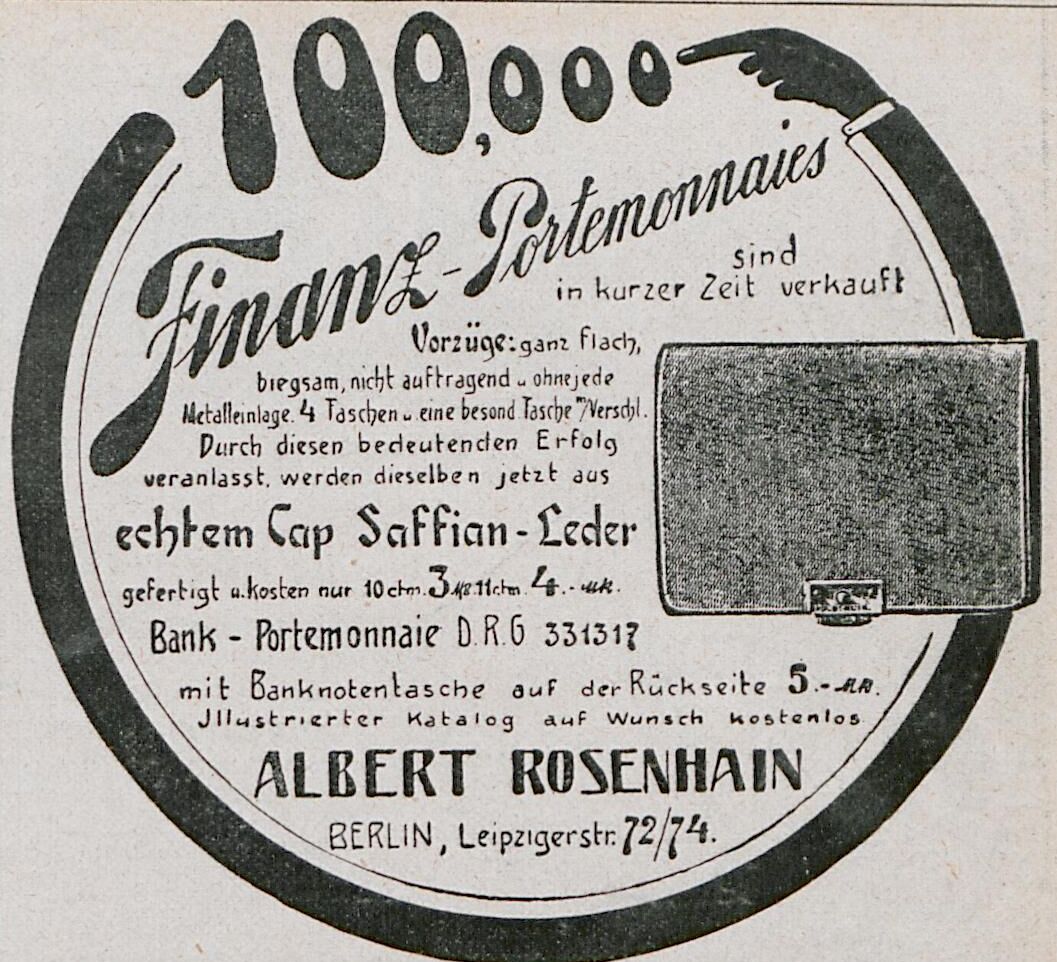 100,000
Finanz-Portemonnaies
sind
in kurzer Zeit verkauft
Vorzüge: ganz flach,
biegsam, nicht auftragend u. ohne jede
Metalleinlage. 4 Taschen u. eine besond. Tasche m/Verschl.
Durch diesen bedeutenden Erfolg
veranlasst, werden dieselben jetzt aus
echtem Cap Saffian-Leder
gefertigt u. kosten nur 10 ctm. 3 Mk. 11 ctm. 4.- Mk.
Bank - Portemonnaie D.R.G 331317
mit Banknotentasche auf der Rückseite 5.- Mk.
Jllustrierter Katalog auf Wunsch kostenlos.
ALBERT ROSENHAIN
BERLIN, Leipzigerstr. 72/74.